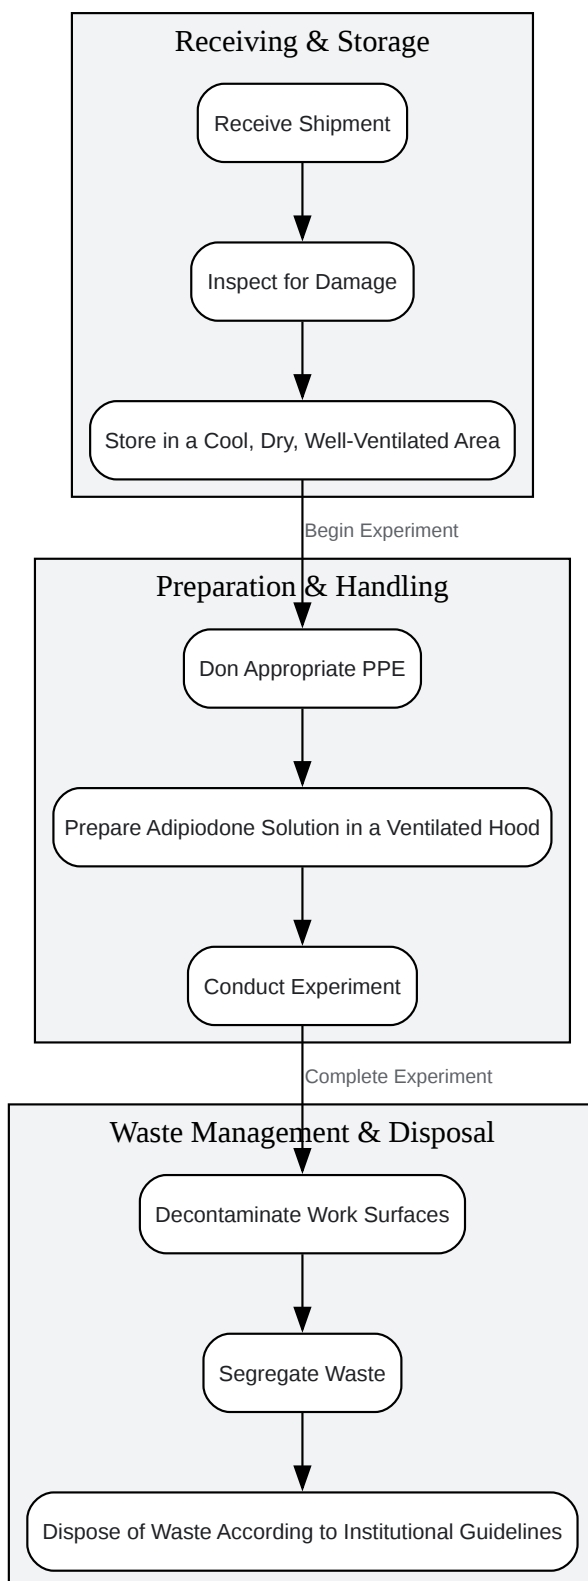 Receiving & Storage
Receive Shipment
Inspect for Damage
Store in a Cool, Dry, Well-Ventilated Area
Begin Experiment
Preparation & Handling
Don Appropriate PPE
Prepare Adipiodone Solution in a Ventilated Hood
Conduct Experiment
Complete Experiment
Waste Management & Disposal
Decontaminate Work Surfaces
Segregate Waste
Dispose of Waste According to Institutional Guidelines